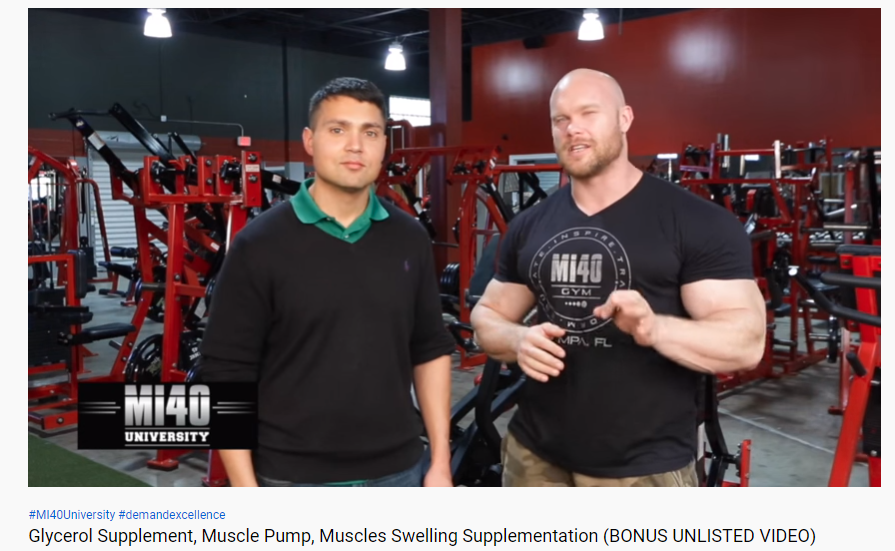 MI40
GYM
MI40
UNIVERSITY
#MI40University #demandexcellence
Glycerol Supplement, Muscle Pump, Muscles Swelling Supplementation (BONUS UNLISTED VIDEO)